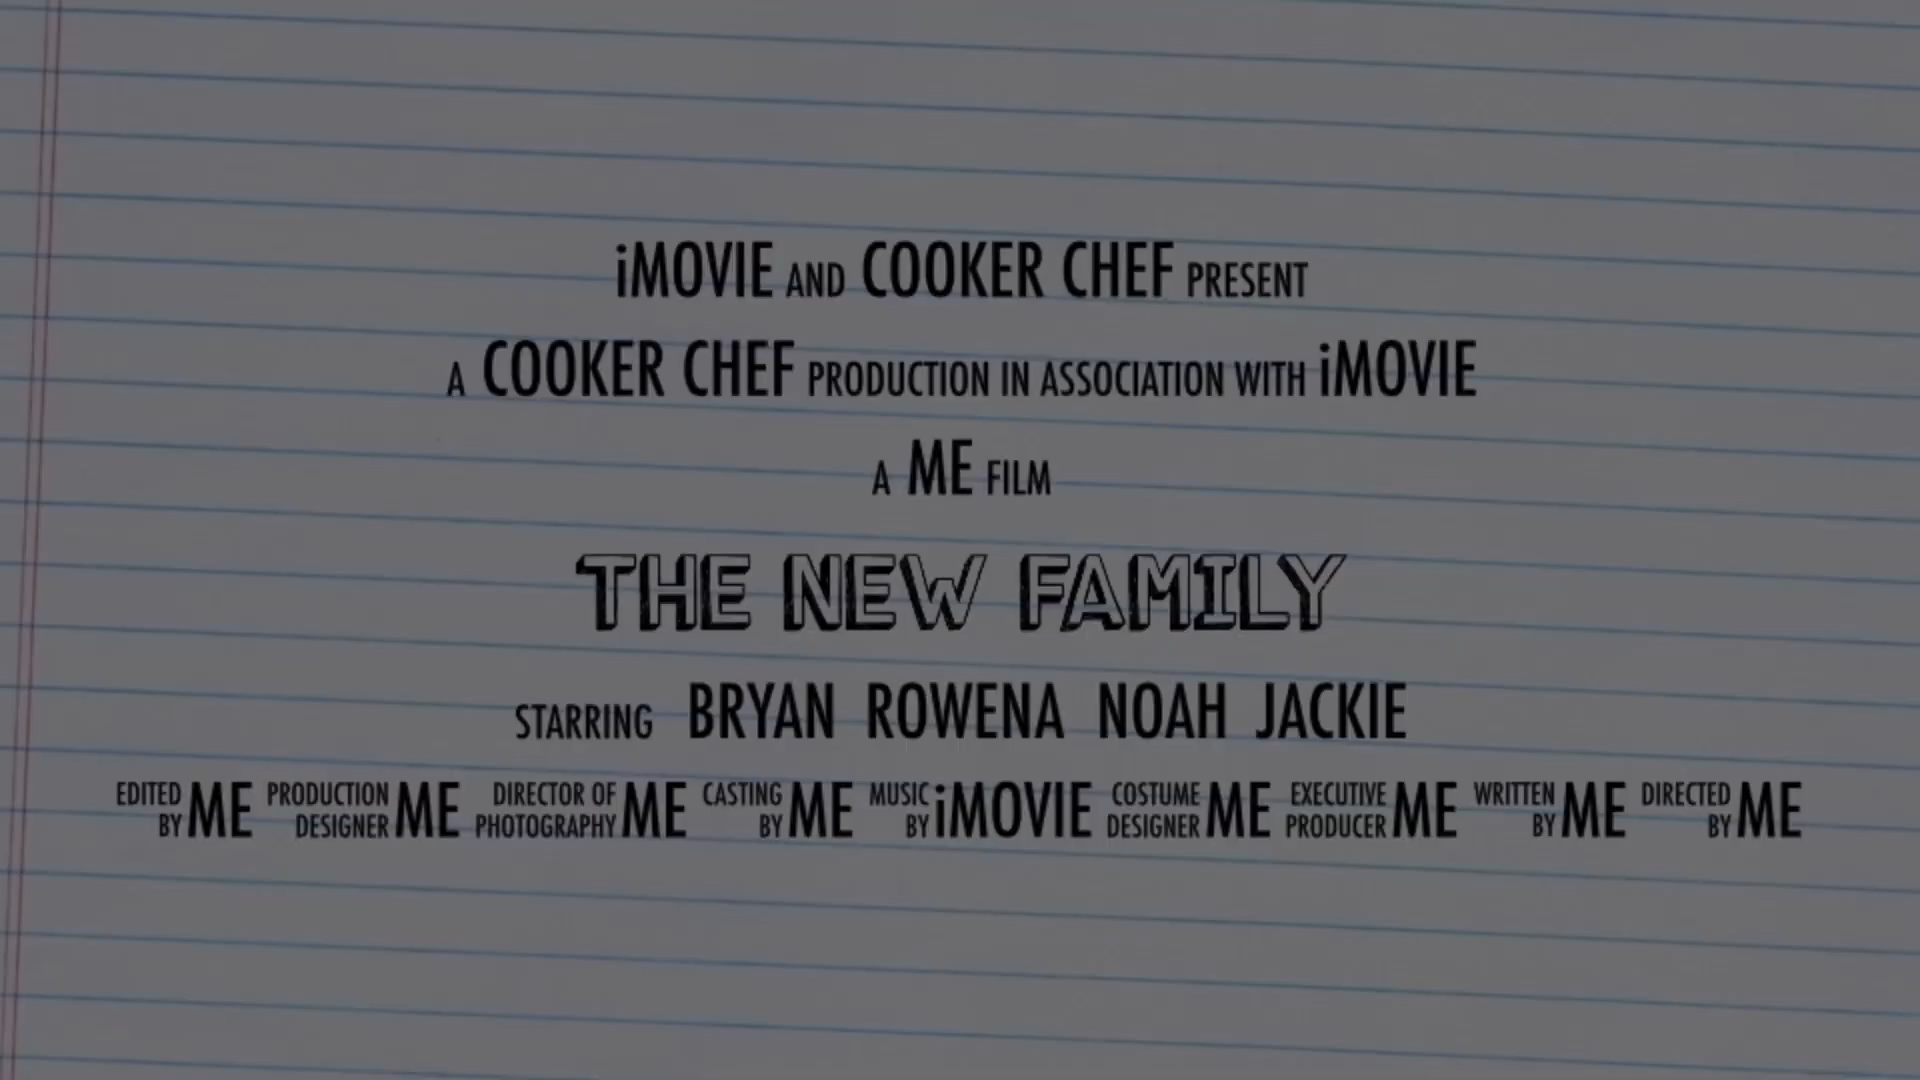 iMOVIE AND COOKER CHEF PRESENT
A COOKER CHEF PRODUCTION IN ASSOCIATION WITH iMOVIE
A ME FILM
THE NEW FAMILY
STARRING BRYAN ROWENA NOAH JACKIE
EDITED BY ME PRODUCTION DESIGNER ME DIRECTOR OF PHOTOGRAPHY ME CASTING BY ME MUSIC BY iMOVIE COSTUME DESIGNER ME EXECUTIVE PRODUCER ME WRITTEN BY ME DIRECTED BY ME